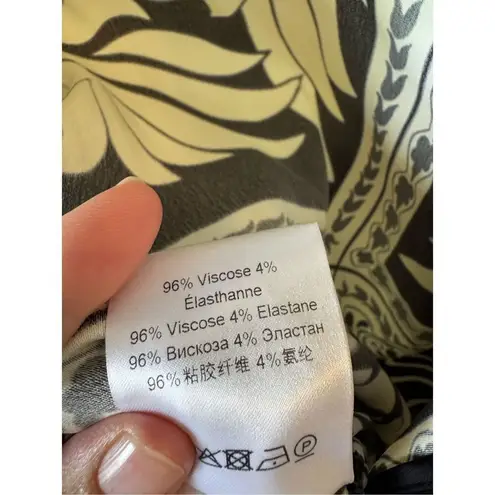 96% Viscose 4%
Élasthanne
96% Viscose 4% Elastane
96% Вискоза 4% Эластан
96%粘胶纤维 4%氨纶
P